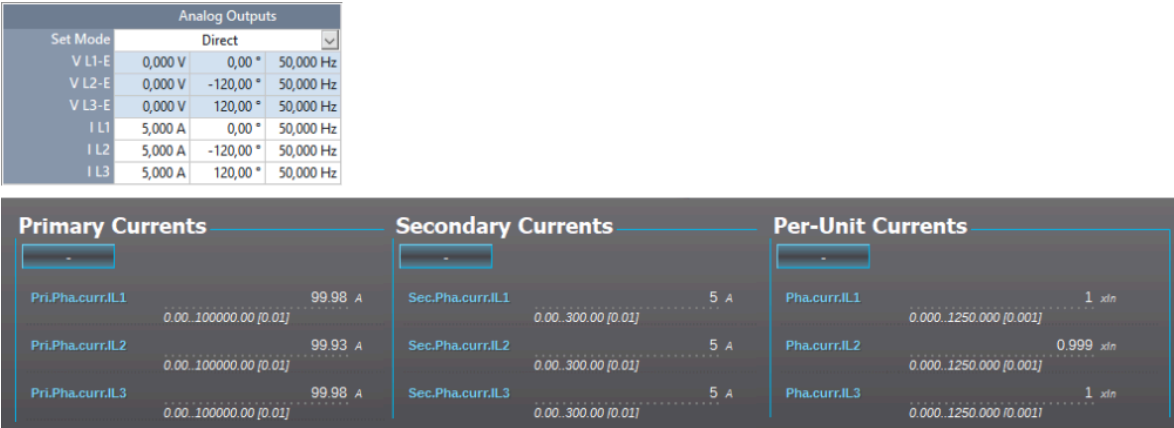 Analog Outputs
Set Mode Direct
V L1-E 0,000 V 0,00 ° 50,000 Hz
V L2-E 0,000 V -120,00 ° 50,000 Hz
V L3-E 0,000 V 120,00 ° 50,000 Hz
I L1 5,000 A 0,00 ° 50,000 Hz
I L2 5,000 A -120,00 ° 50,000 Hz
I L3 5,000 A 120,00 ° 50,000 Hz
Primary Currents
-
Pri.Pha.curr.IL1 99.98 A
0.00..100000.00 [0.01]
Pri.Pha.curr.IL2 99.93 A
0.00..100000.00 [0.01]
Pri.Pha.curr.IL3 99.98 A
0.00..100000.00 [0.01]
Secondary Currents
-
Sec.Pha.curr.IL1 5 A
0.00..300.00 [0.01]
Sec.Pha.curr.IL2 5 A
0.00..300.00 [0.01]
Sec.Pha.curr.IL3 5 A
0.00..300.00 [0.01]
Per-Unit Currents
-
Pha.curr.IL1 1 xIn
0.000..1250.000 [0.001]
Pha.curr.IL2 0.999 xIn
0.000..1250.000 [0.001]
Pha.curr.IL3 1 xIn
0.000..1250.000 [0.001]